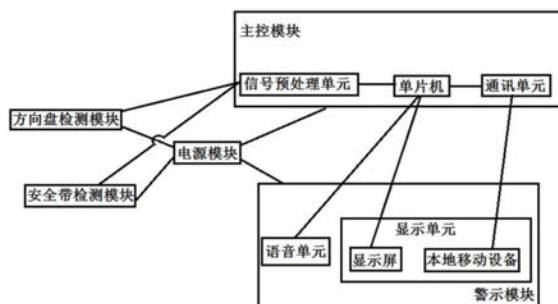 主控模块
信号预处理单元
单片机
通讯单元
方向盘检测模块
电源模块
安全带检测模块
显示单元
语音单元
显示屏
本地移动设备
警示模块